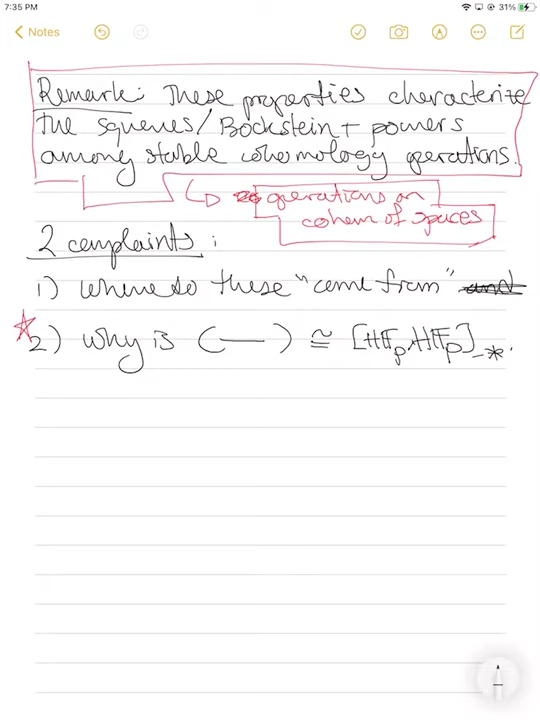 7:35 PM
31%
Notes
Remark: These properties characterize
the squares/Bockstein + powers
among stable cohomology operations.
↳ operations on
cohom of spaces
2 complaints:
1) where do these "come from" and
2) why is ( — ) ≅ [HF_p, HF_p]_-*.